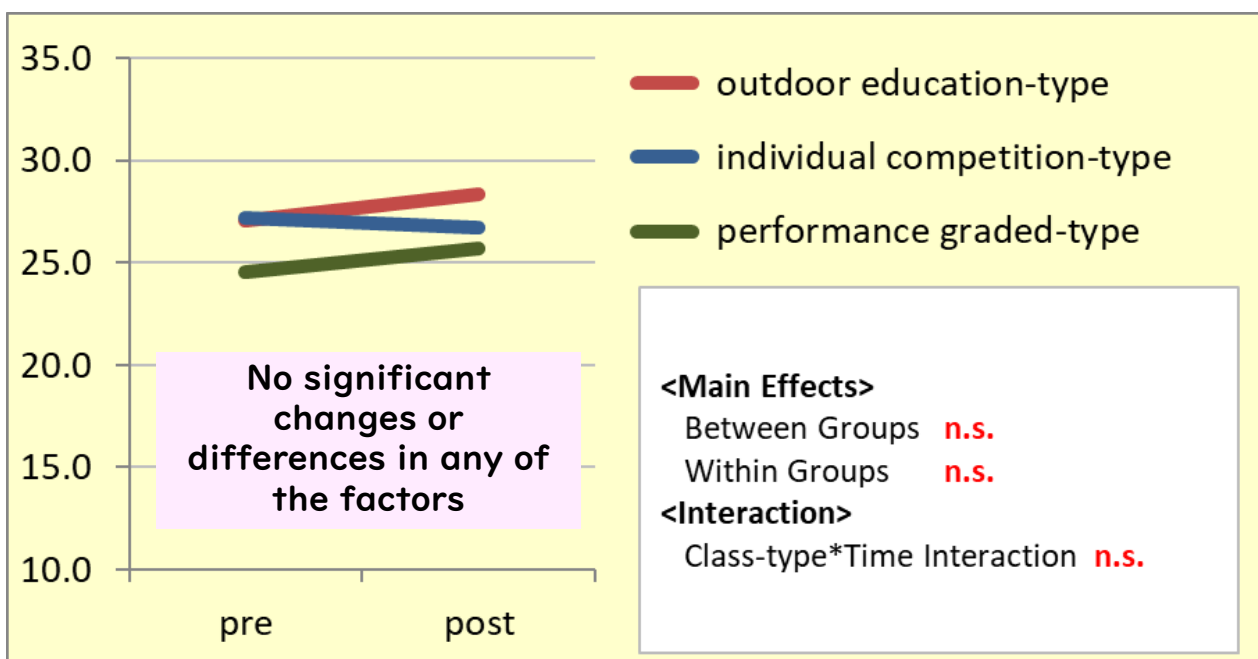 35.0
30.0
25.0
20.0
15.0
10.0
pre post
No significant
changes or
differences in any of
the factors
outdoor education-type
individual competition-type
performance graded-type
<Main Effects>
Between Groups n.s.
Within Groups n.s.
<Interaction>
Class-type*Time Interaction n.s.